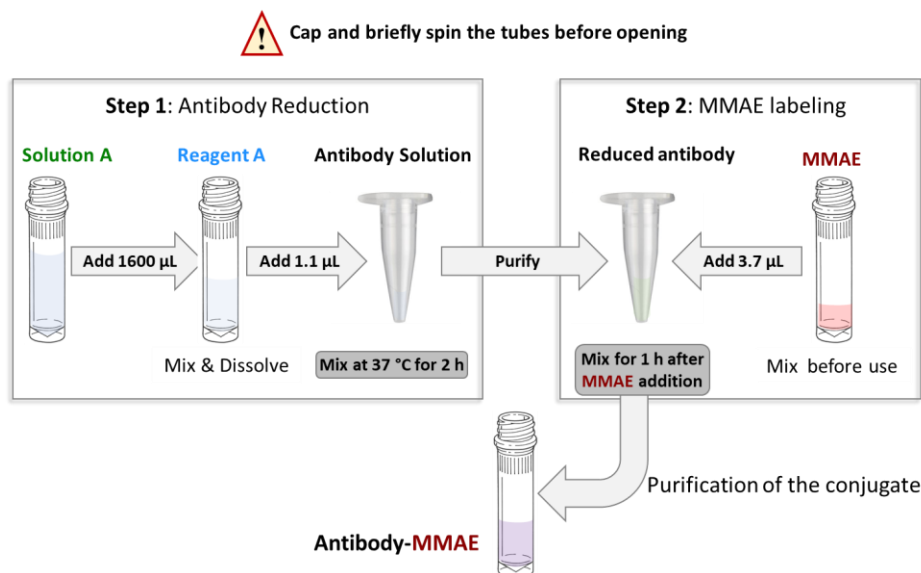 Cap and briefly spin the tubes before opening
Step 1: Antibody Reduction
Solution A
Reagent A
Antibody Solution
Add 1600 µL
Add 1.1 µL
Mix & Dissolve
Mix at 37 °C for 2 h
Purify
Step 2: MMAE labeling
Reduced antibody
MMAE
Add 3.7 µL
Mix for 1 h after
MMAE addition
Mix before use
Purification of the conjugate
Antibody-MMAE